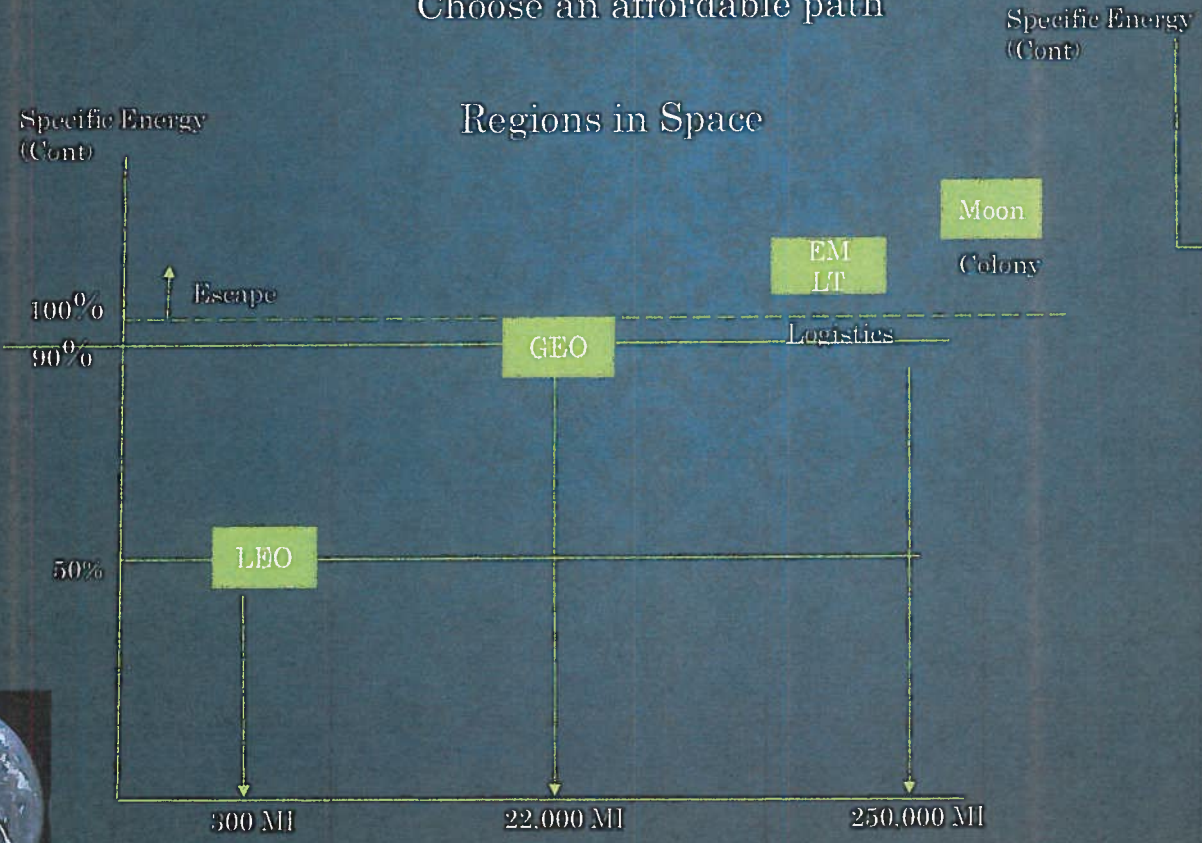 Choose an affordable path
Specific Energy
(Cont)
Regions in Space
Specific Energy
(Cont)
Moon
EM
LT
Colony
Escape
100%
Logistics
GEO
90%
LEO
50%
300 MI
22,000 MI
250,000 MI